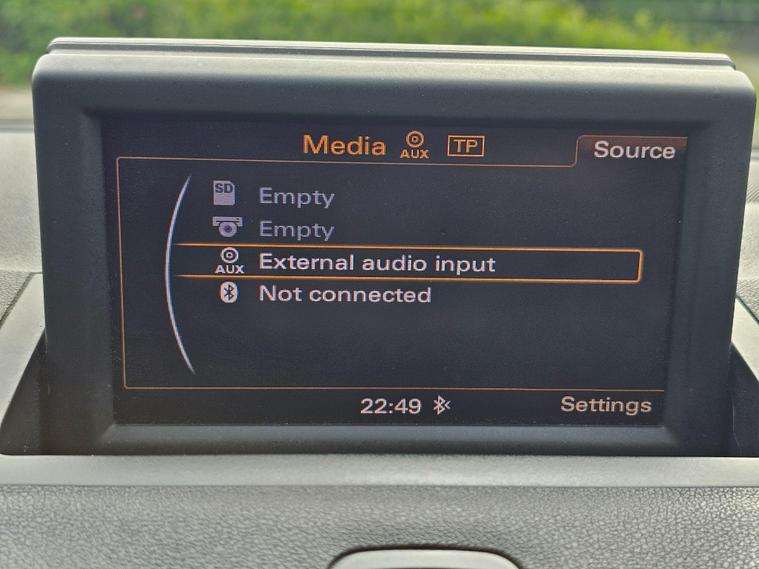 Media AUX TP Source
SD Empty
Empty
AUX External audio input
Not connected
22:49 Settings